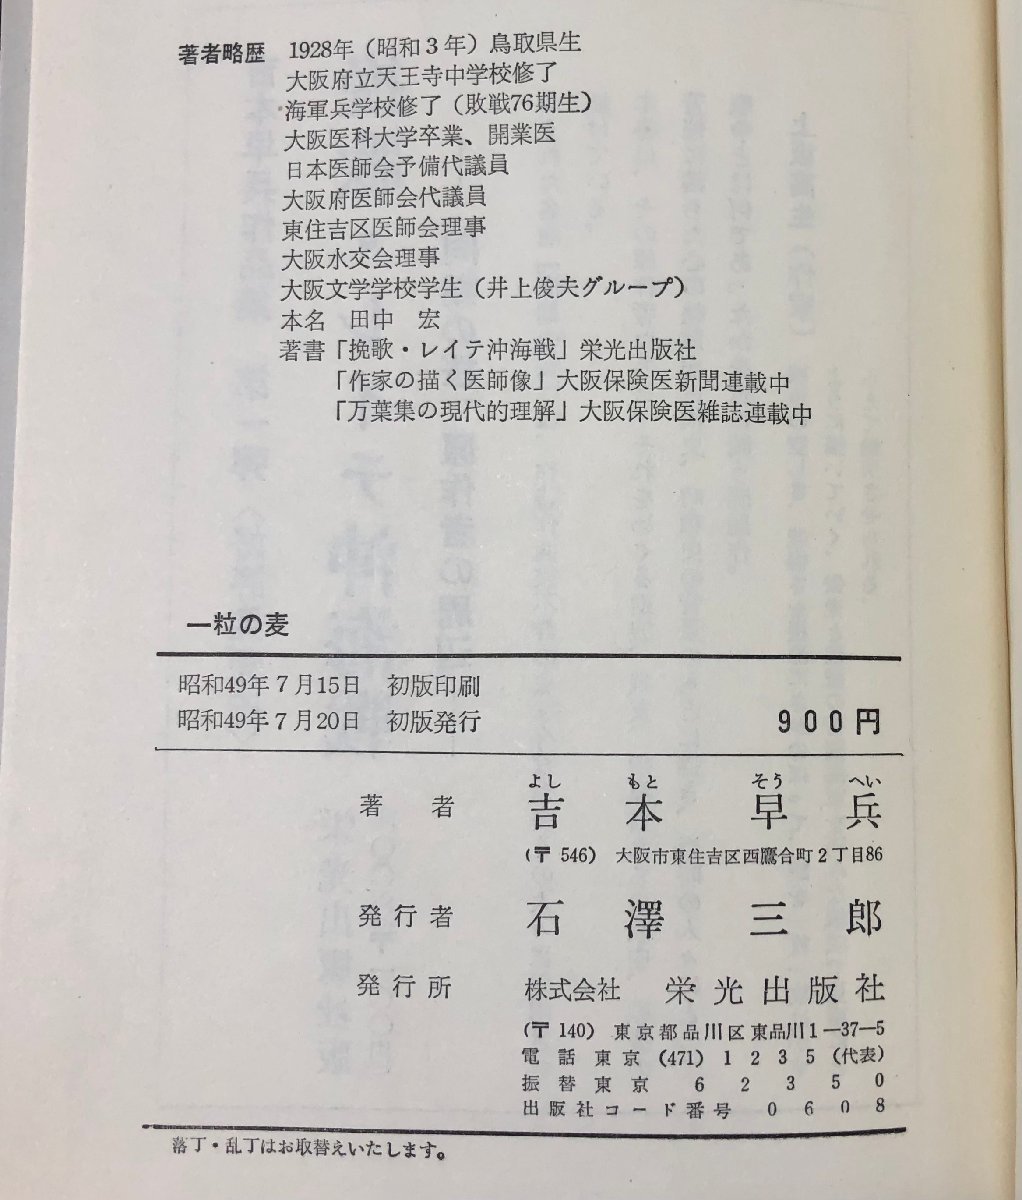 著者略歴 1928年（昭和３年）鳥取県生
大阪府立天王寺中学校修了
海軍兵学校修了（敗戦76期生）
大阪医科大学卒業、開業医
日本医師会予備代議員
大阪府医師会代議員
東住吉区医師会理事
大阪水交会理事
大阪文学学校学生（井上俊夫グループ）
本名 田中 宏
著書「挽歌・レイテ沖海戦」栄光出版社
「作家の描く医師像」大阪保険医新聞連載中
「万葉集の現代的理解」大阪保険医雑誌連載中
一粒の麦
昭和49年７月15日 初版印刷
昭和49年７月20日 初版発行 900円
よし もと そう へい
著者 吉本早兵
（〒546） 大阪市東住吉区西鷹合町２丁目86
発行者 石澤三郎
発行所 株式会社 栄光出版社
（〒140） 東京都品川区東品川1－37－5
電話東京 (471) 1235（代表）
振替東京 62350
出版社コード番号 0608
落丁・乱丁はお取替えいたします。